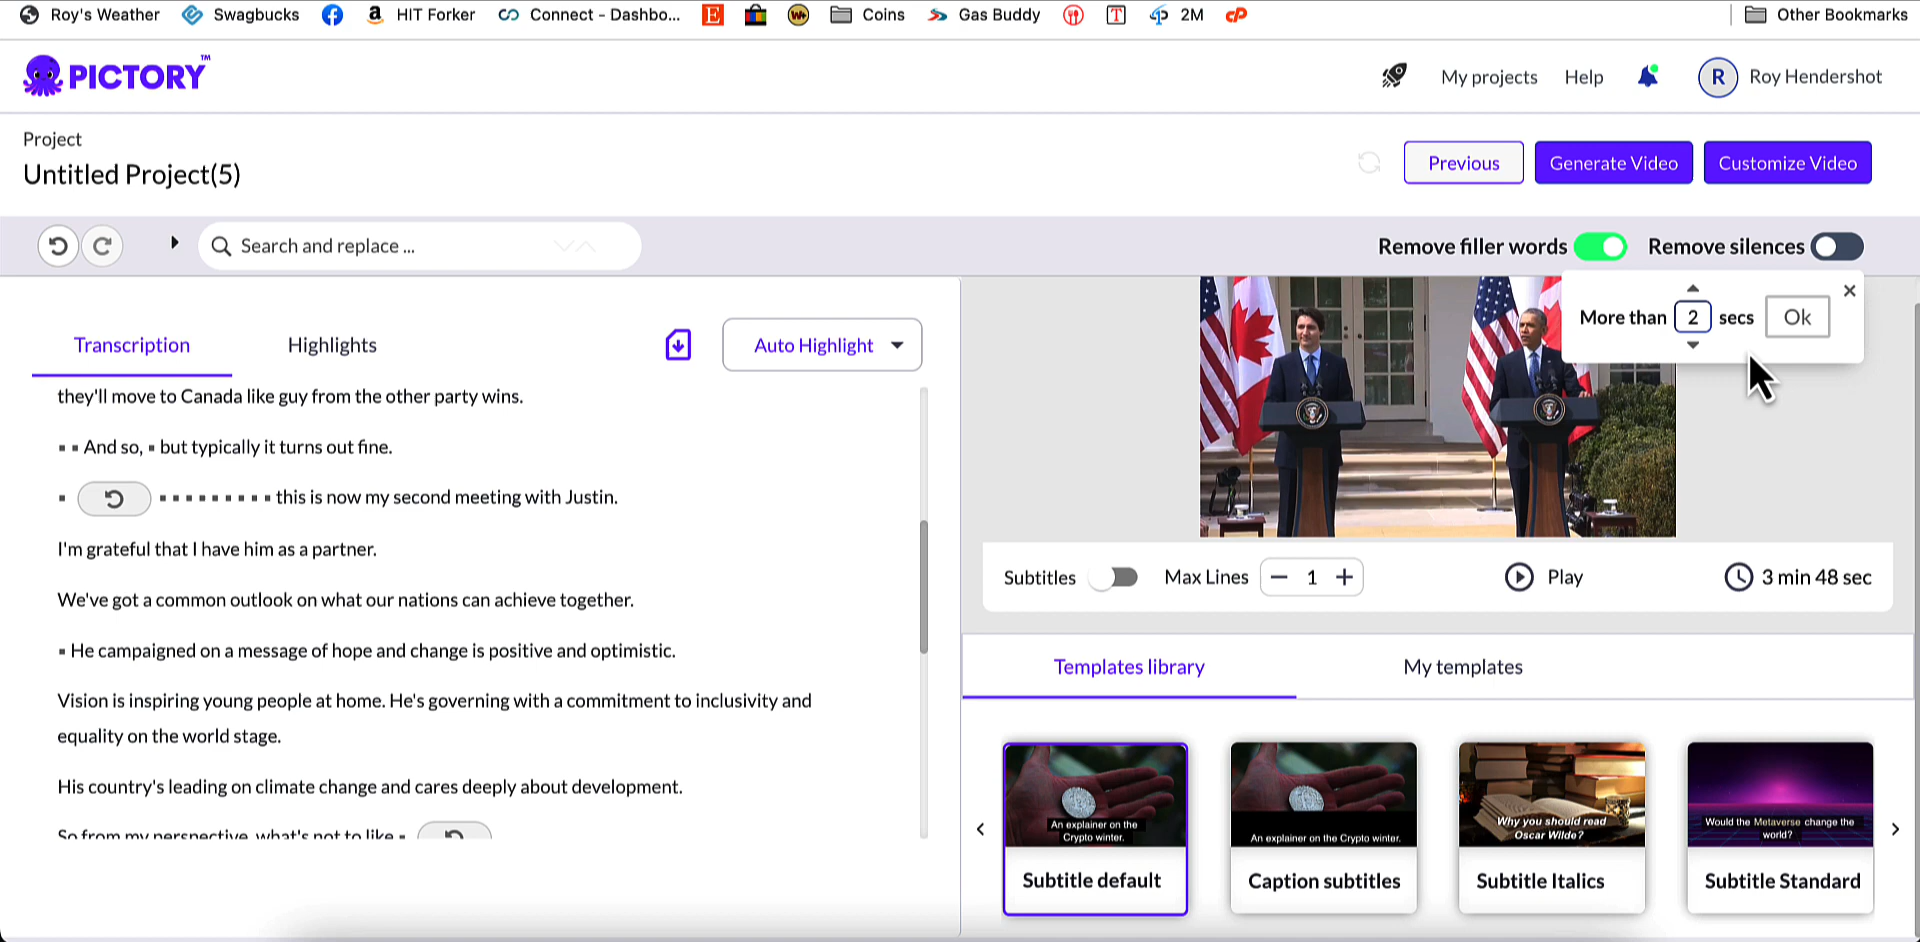 Roy's Weather
Swagbucks
HIT Forker
Connect - Dashbo...
Coins
Gas Buddy
2M
Other Bookmarks
PICTORY™
My projects
Help
R
Roy Hendershot
Project
Untitled Project(5)
Previous
Generate Video
Customize Video
Search and replace ...
Remove filler words
Remove silences
More than 2 secs
Ok
Transcription
Highlights
Auto Highlight
they'll move to Canada like guy from the other party wins.
And so, ▪ but typically it turns out fine.
this is now my second meeting with Justin.
I'm grateful that I have him as a partner.
We've got a common outlook on what our nations can achieve together.
He campaigned on a message of hope and change is positive and optimistic.
Vision is inspiring young people at home. He's governing with a commitment to inclusivity and
equality on the world stage.
His country's leading on climate change and cares deeply about development.
So from my perspective, what's not to like
Subtitles
Max Lines
1
Play
3 min 48 sec
Templates library
My templates
An explainer on the
Crypto winter.
Subtitle default
An explainer on the Crypto winter.
Caption subtitles
Why you should read
Oscar Wilde?
Subtitle Italics
Would the Metaverse change the
world?
Subtitle Standard